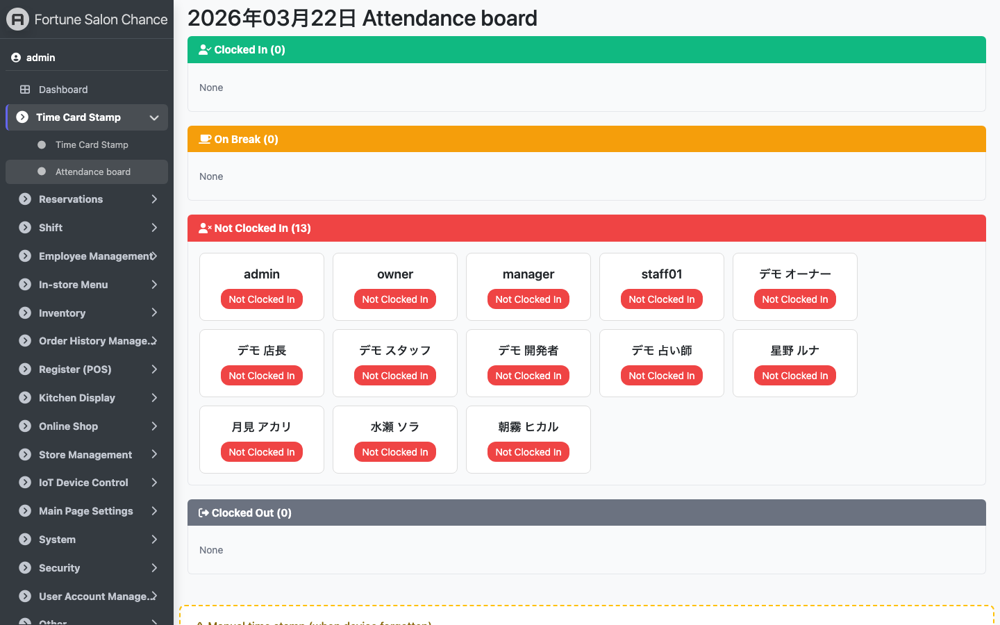 Fortune Salon Chance
admin
Dashboard
Time Card Stamp
Time Card Stamp
Attendance board
Reservations
Shift
Employee Management
In-store Menu
Inventory
Order History Manage...
Register (POS)
Kitchen Display
Online Shop
Store Management
IoT Device Control
Main Page Settings
System
Security
User Account Manage...
Other
2026年03月22日 Attendance board
Clocked In (0)
None
On Break (0)
None
Not Clocked In (13)
admin
Not Clocked In
owner
Not Clocked In
manager
Not Clocked In
staff01
Not Clocked In
デモ オーナー
Not Clocked In
デモ 店長
Not Clocked In
デモ スタッフ
Not Clocked In
デモ 開発者
Not Clocked In
デモ 占い師
Not Clocked In
星野 ルナ
Not Clocked In
月見 アカリ
Not Clocked In
水瀬 ソラ
Not Clocked In
朝霧 ヒカル
Not Clocked In
Clocked Out (0)
None
Manual time stamp (when device forgotten)